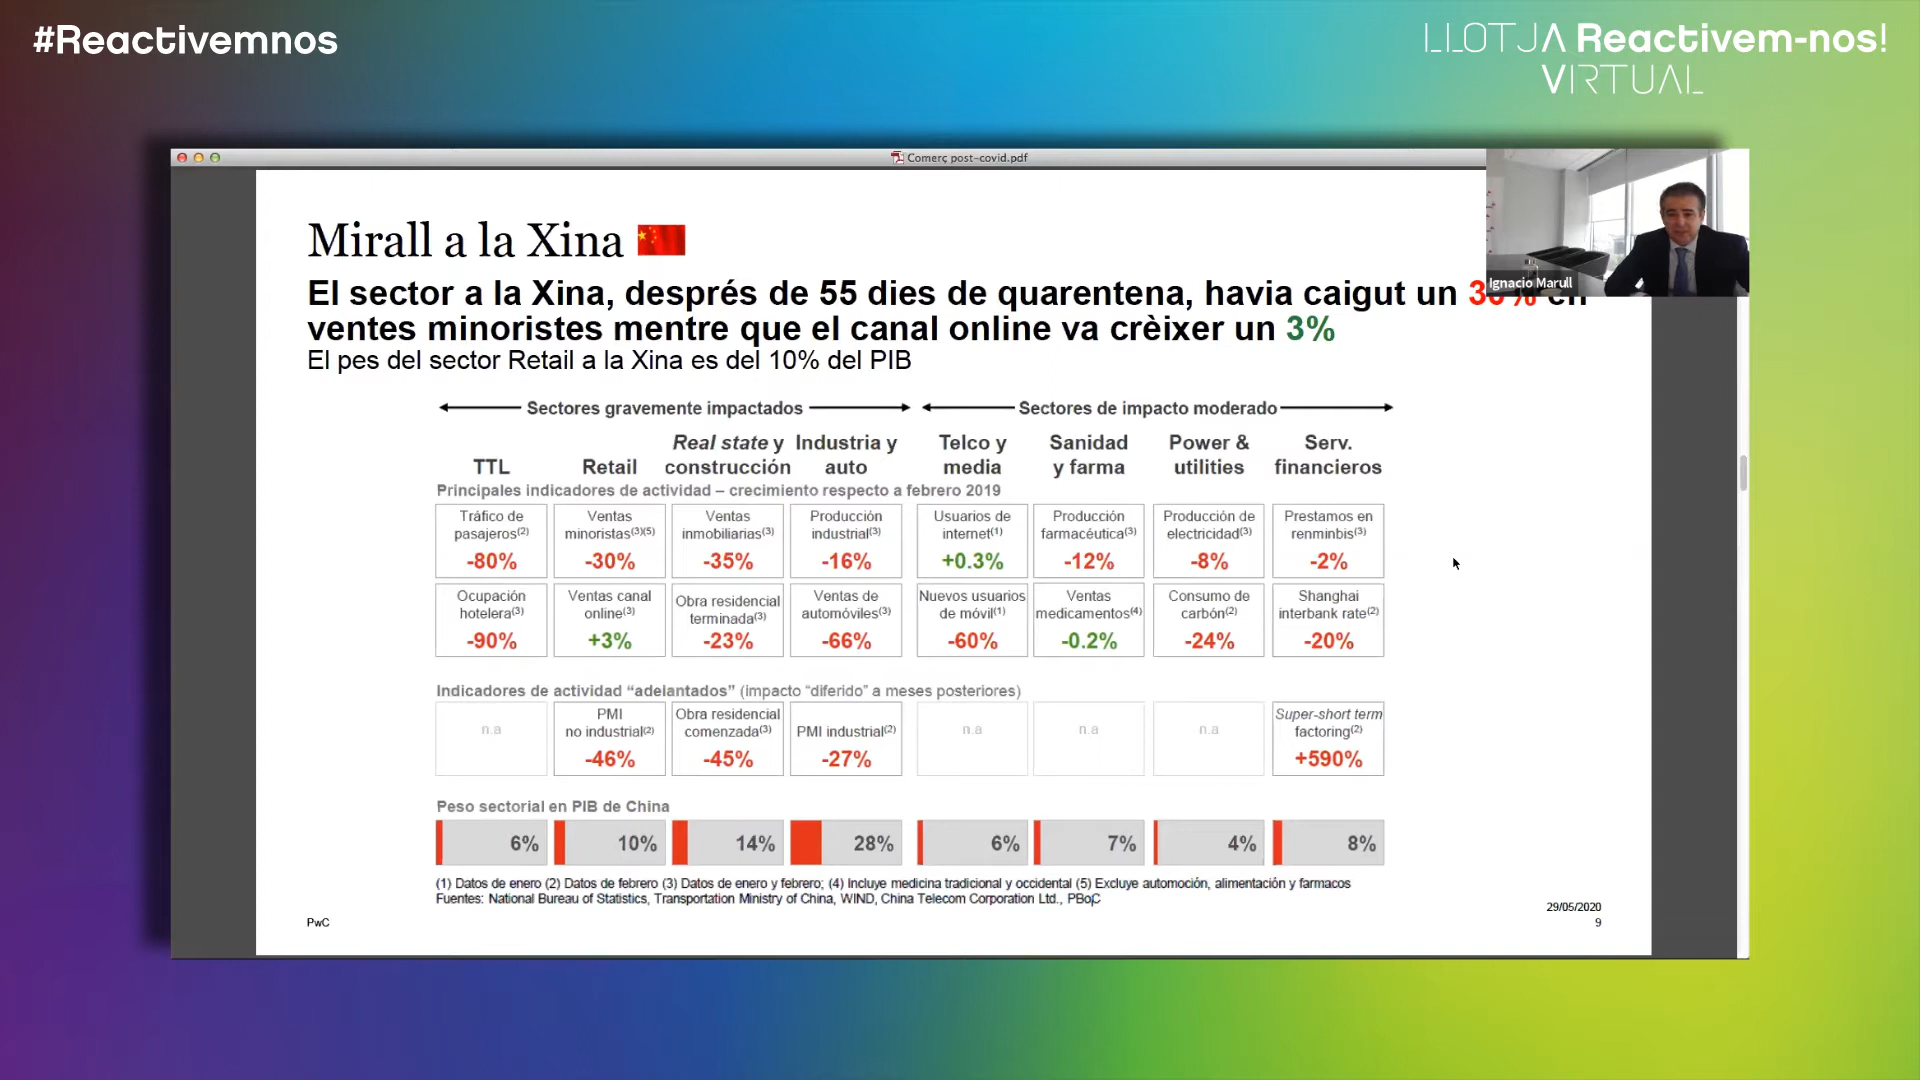 #Reactivemnos
LLOTJA Reactivem-nos!
VIRTUAL
Comerç post-covid.pdf
Ignacio Marull
Mirall a la Xina
El sector a la Xina, després de 55 dies de quarentena, havia caigut un 30% en
ventes minoristes mentre que el canal online va crèixer un 3%
El pes del sector Retail a la Xina es del 10% del PIB
Sectores gravemente impactados
Sectores de impacto moderado
TTL
Retail
Real state y
construcción
Industria y
auto
Telco y
media
Sanidad
y farma
Power &
utilities
Serv.
financieros
Principales indicadores de actividad – crecimiento respecto a febrero 2019
Tráfico de
pasajeros(2)
-80%
Ventas
minoristas(3)(5)
-30%
Ventas
inmobiliarias(3)
-35%
Producción
industrial(3)
-16%
Usuarios de
internet(1)
+0.3%
Producción
farmacéutica(3)
-12%
Producción de
electricidad(3)
-8%
Prestamos en
renminbis(3)
-2%
Ocupación
hotelera(3)
-90%
Ventas canal
online(3)
+3%
Obra residencial
terminada(3)
-23%
Ventas de
automóviles(3)
-66%
Nuevos usuarios
de móvil(1)
-60%
Ventas
medicamentos(4)
-0.2%
Consumo de
carbón(2)
-24%
Shanghai
interbank rate(2)
-20%
Indicadores de actividad “adelantados” (impacto “diferido” a meses posteriores)
n.a
PMI
no industrial(2)
-46%
Obra residencial
comenzada(3)
-45%
PMI industrial(2)
-27%
n.a
n.a
n.a
Super-short term
factoring(2)
+590%
Peso sectorial en PIB de China
6%
10%
14%
28%
6%
7%
4%
8%
(1) Datos de enero (2) Datos de febrero (3) Datos de enero y febrero; (4) Incluye medicina tradicional y occidental (5) Excluye automoción, alimentación y farmacos
Fuentes: National Bureau of Statistics, Transportation Ministry of China, WIND, China Telecom Corporation Ltd., PBoC
29/05/2020
PwC
9